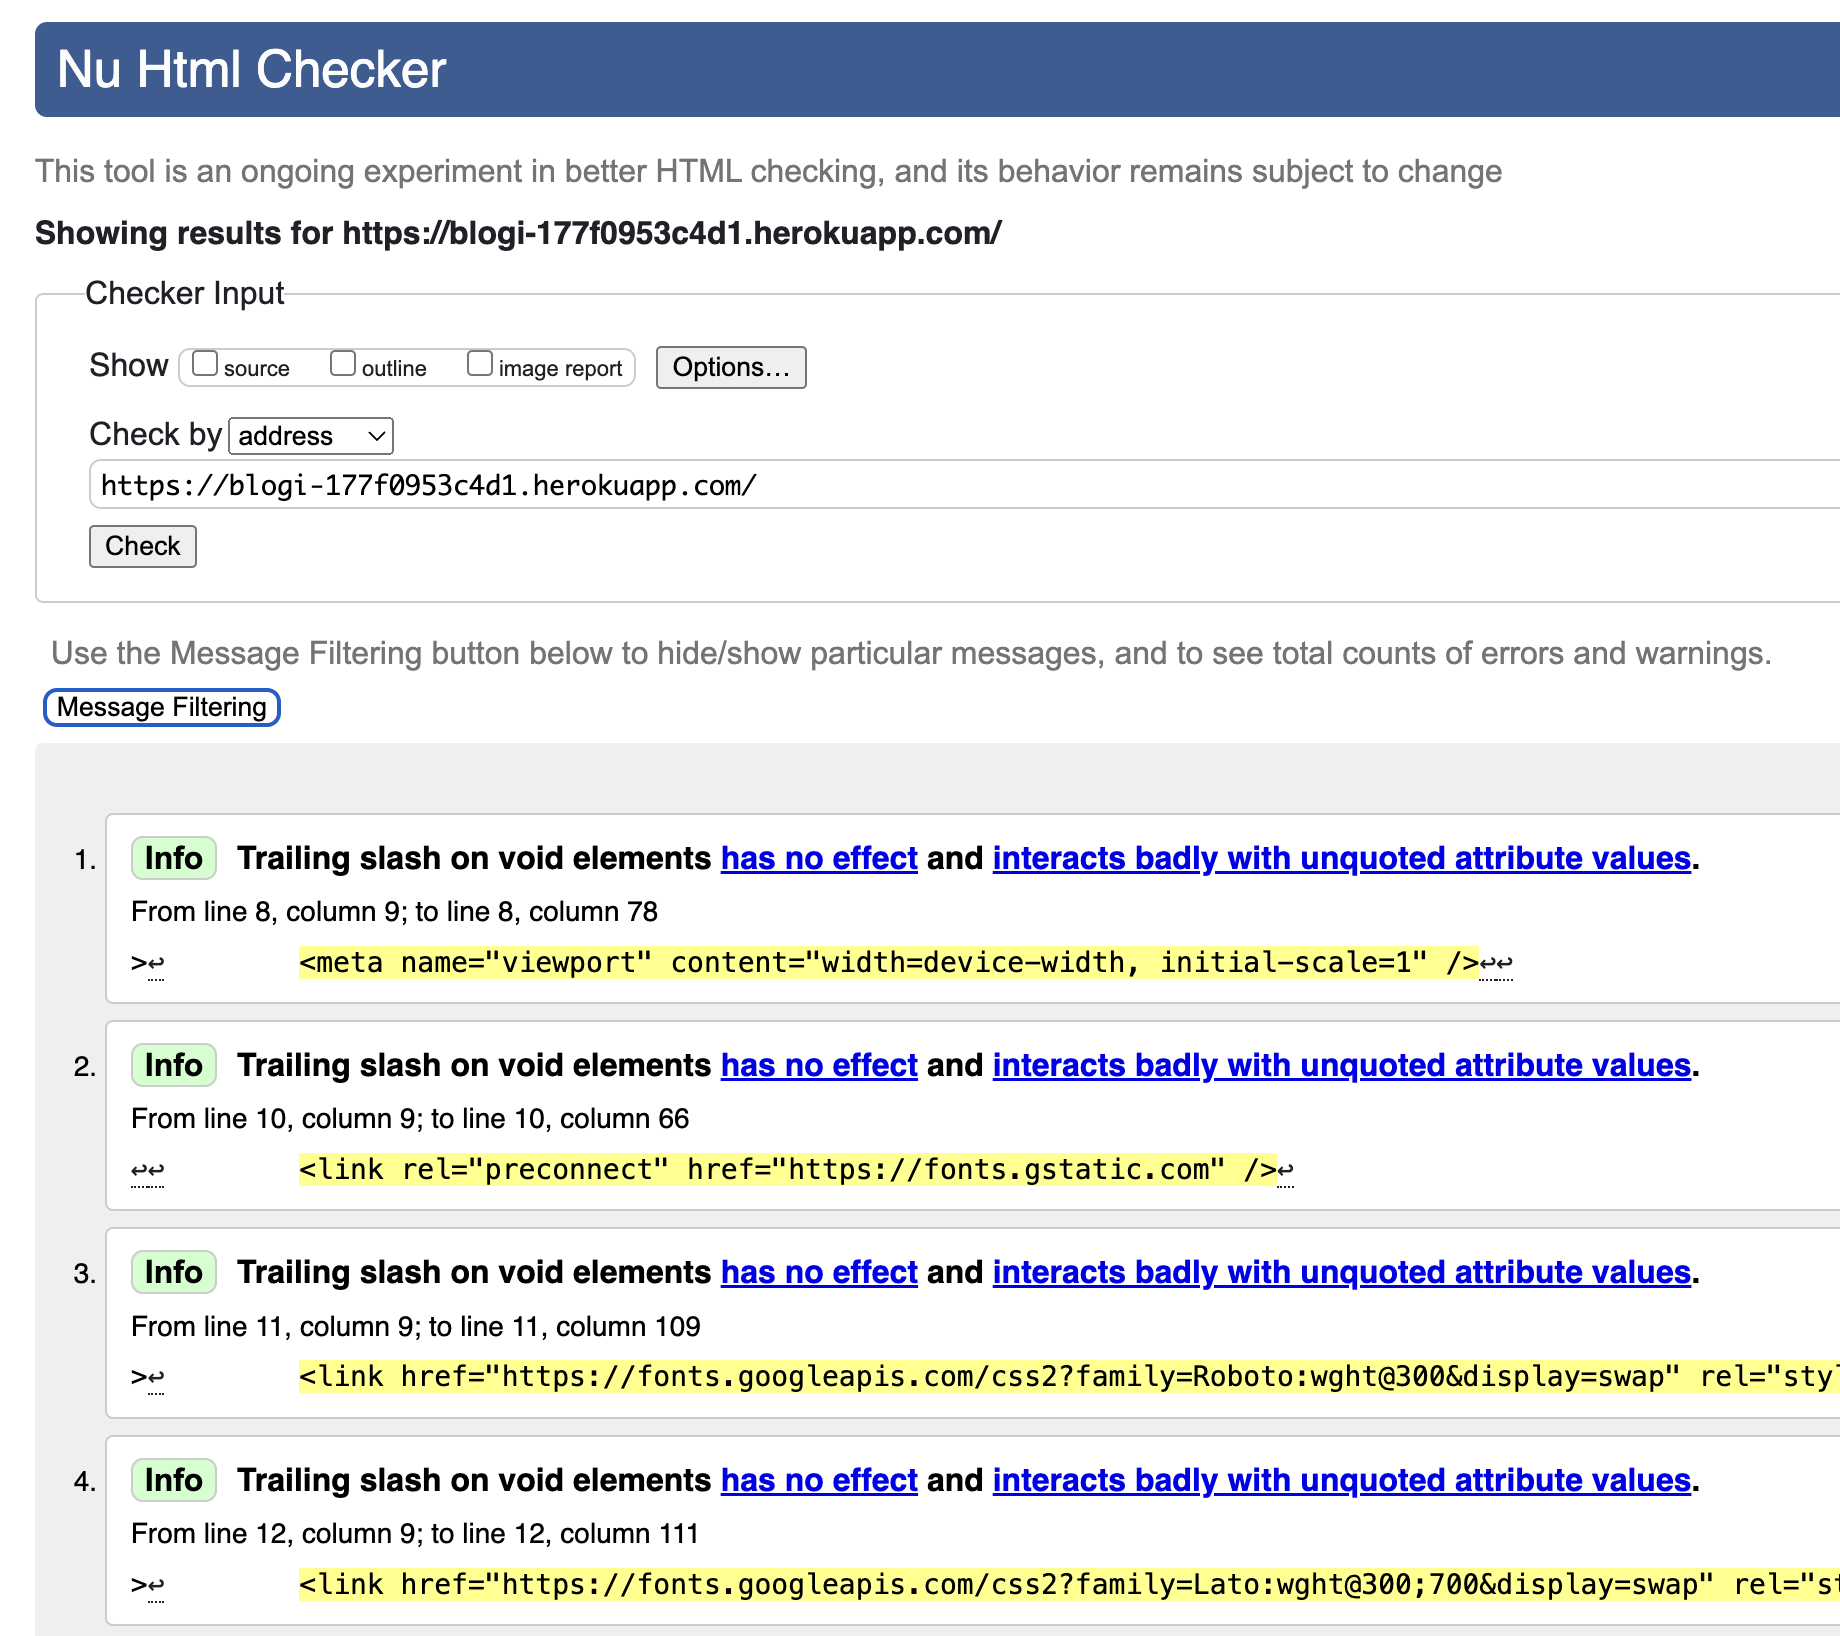 Nu Html Checker
This tool is an ongoing experiment in better HTML checking, and its behavior remains subject to change
Showing results for https://blogi-177f0953c4d1.herokuapp.com/
Checker Input
Show source outline image report Options...
Check by address
https://blogi-177f0953c4d1.herokuapp.com/
Check
Use the Message Filtering button below to hide/show particular messages, and to see total counts of errors and warnings.
Message Filtering
1. Info Trailing slash on void elements has no effect and interacts badly with unquoted attribute values.
From line 8, column 9; to line 8, column 78
>↩ <meta name="viewport" content="width=device-width, initial-scale=1" />↩↩
2. Info Trailing slash on void elements has no effect and interacts badly with unquoted attribute values.
From line 10, column 9; to line 10, column 66
↩↩ <link rel="preconnect" href="https://fonts.gstatic.com" />↩
3. Info Trailing slash on void elements has no effect and interacts badly with unquoted attribute values.
From line 11, column 9; to line 11, column 109
>↩ <link href="https://fonts.googleapis.com/css2?family=Roboto:wght@300&display=swap" rel="sty
4. Info Trailing slash on void elements has no effect and interacts badly with unquoted attribute values.
From line 12, column 9; to line 12, column 111
>↩ <link href="https://fonts.googleapis.com/css2?family=Lato:wght@300;700&display=swap" rel="st